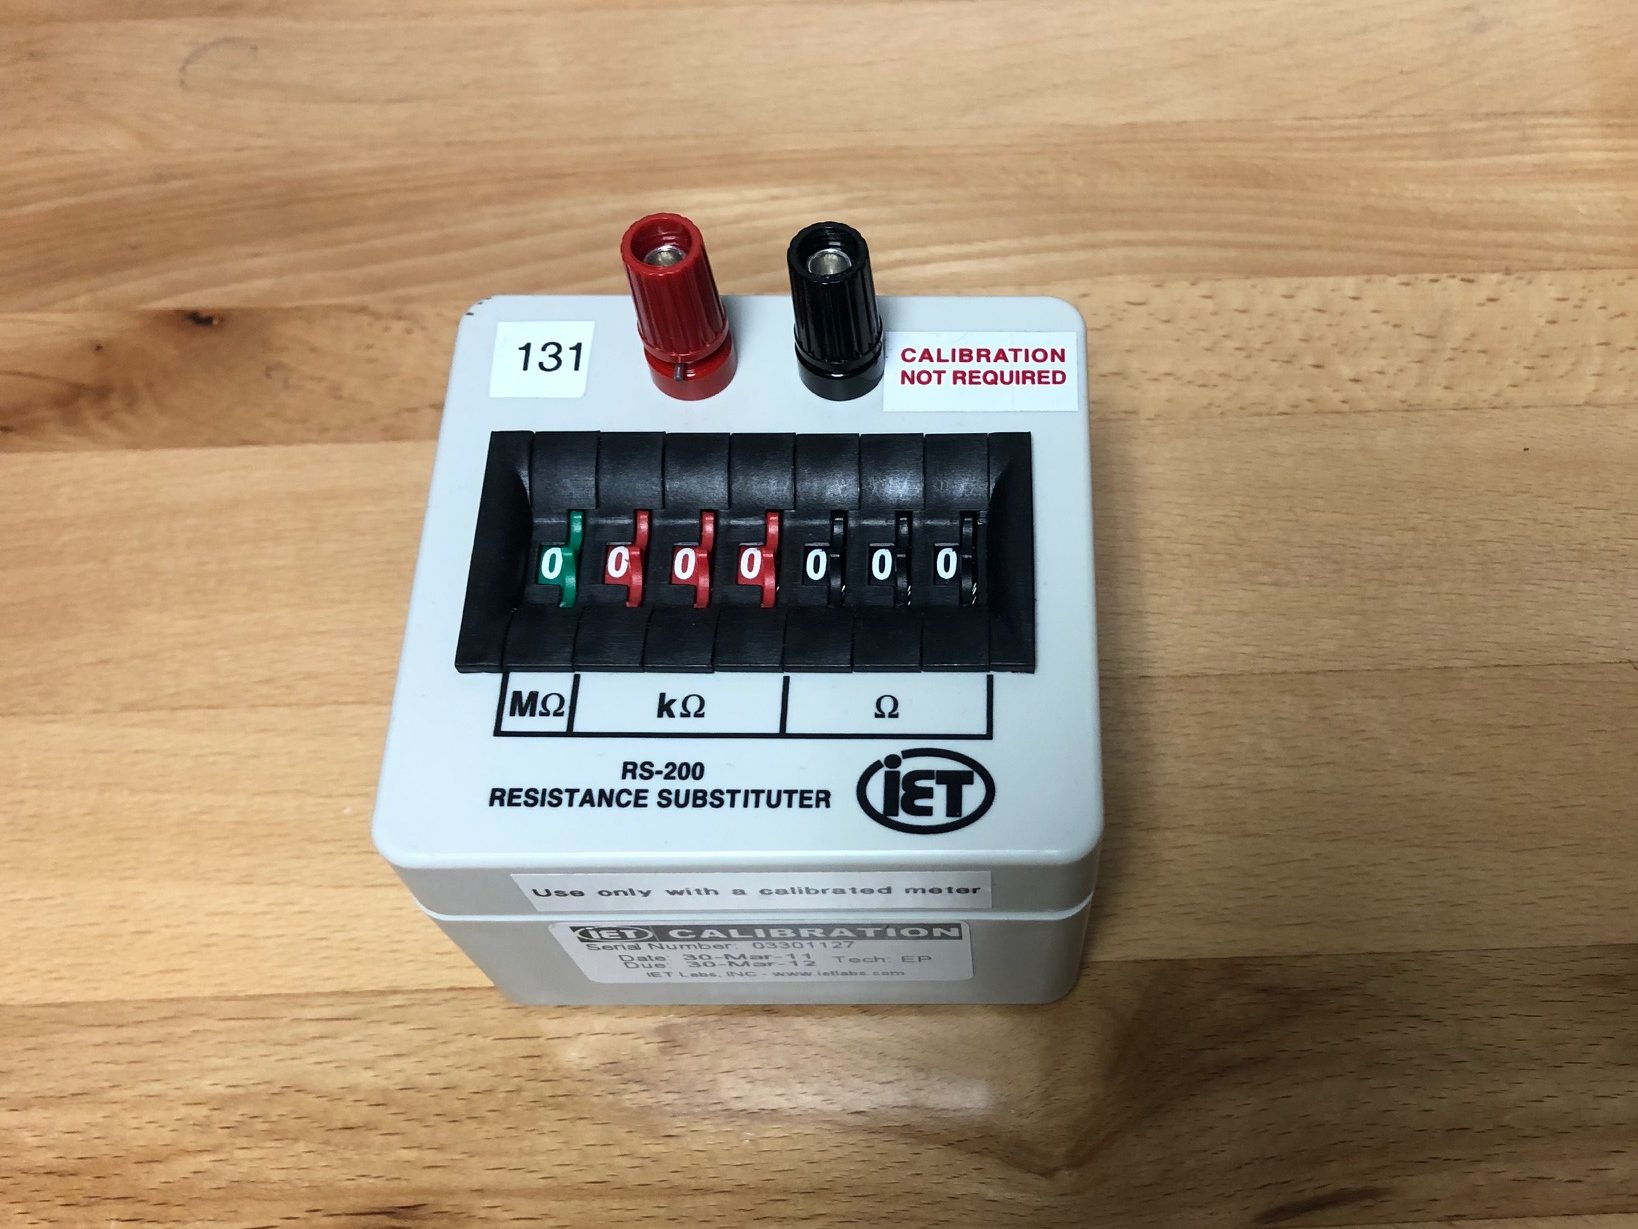 131
CALIBRATION
NOT REQUIRED
0 0 0 0 0 0 0
MΩ kΩ Ω
RS-200
RESISTANCE SUBSTITUTER
iET
Use only with a calibrated meter
iET CALIBRATION
Serial Number: 03301127
Date: 30-Mar-11
Due: 30-Mar-12 Tech: EP
IET Labs, INC - www.ietlabs.com